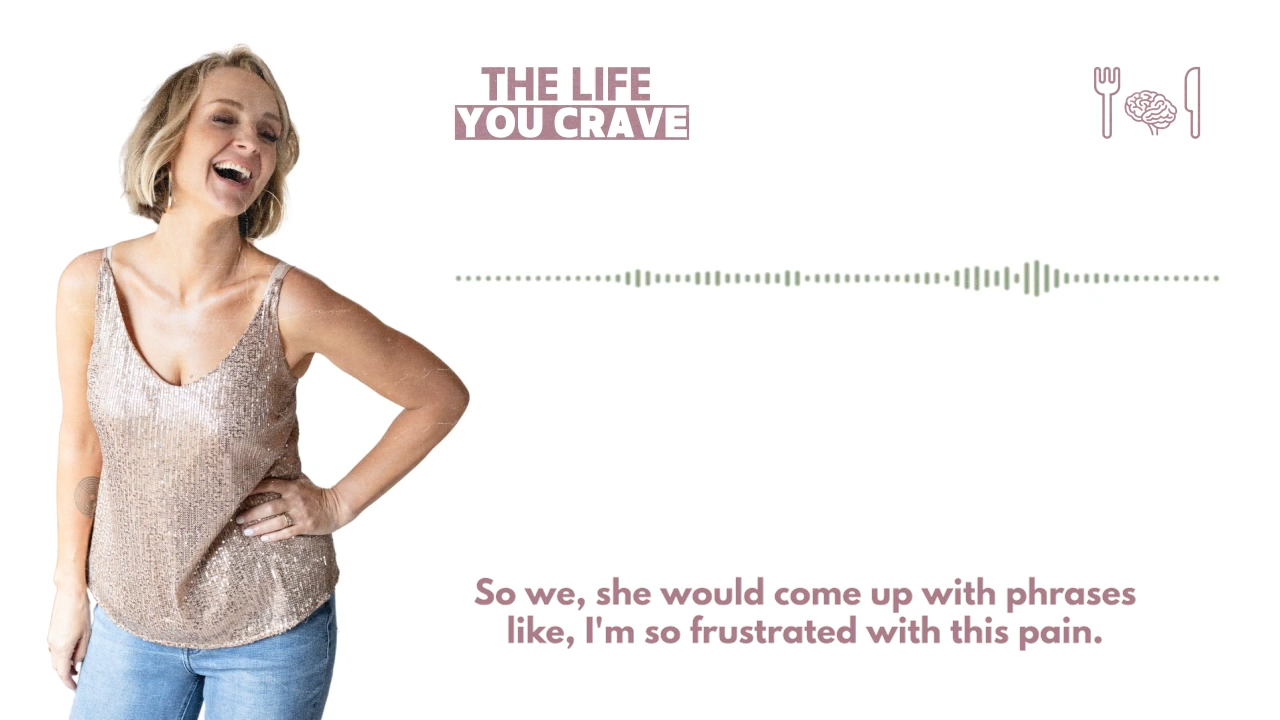 THE LIFE
YOU CRAVE
So we, she would come up with phrases
like, I'm so frustrated with this pain.